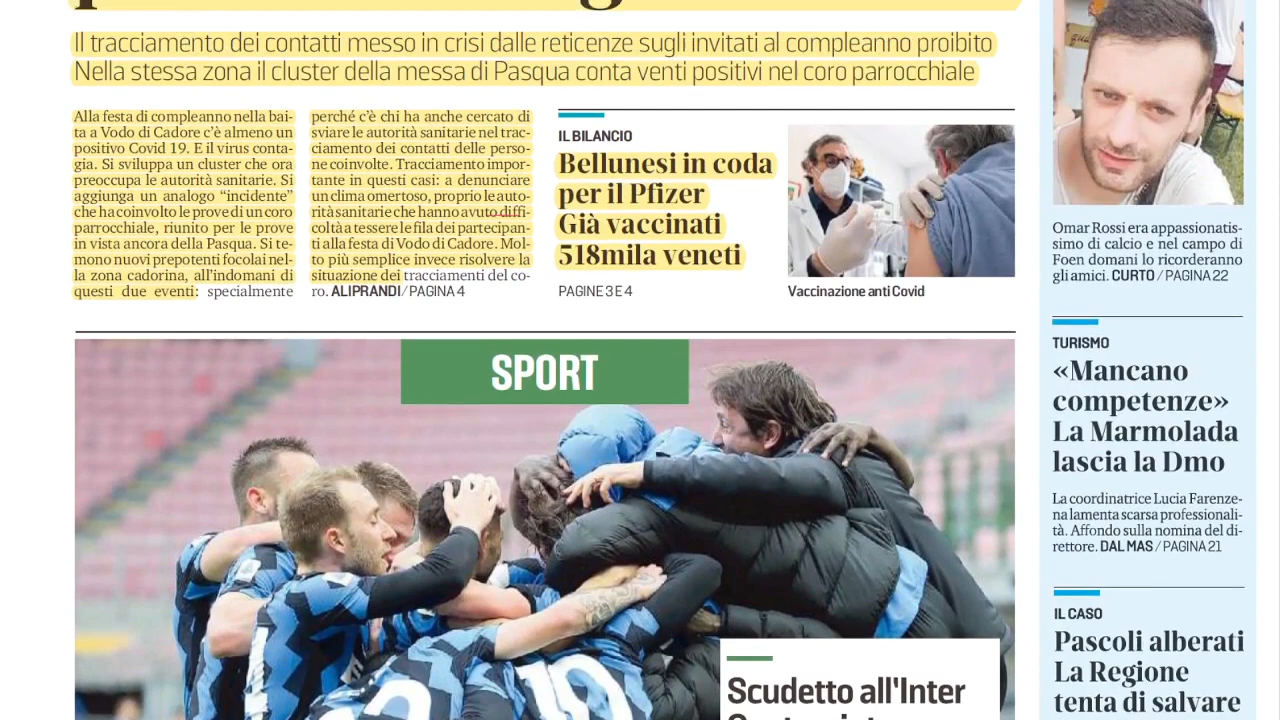 Il tracciamento dei contatti messo in crisi dalle reticenze sugli invitati al compleanno proibito
Nella stessa zona il cluster della messa di Pasqua conta venti positivi nel coro parrocchiale
Alla festa di compleanno nella bai-
ta a Vodo di Cadore c'è almeno un
positivo Covid 19. E il virus conta-
gia. Si sviluppa un cluster che ora
preoccupa le autorità sanitarie. Si
aggiunga un analogo “incidente”
che ha coinvolto le prove di un coro
parrocchiale, riunito per le prove
in vista ancora della Pasqua. Si te-
mono nuovi prepotenti focolai nel-
la zona cadorina, all'indomani di
questi due eventi: specialmente
perché c'è chi ha anche cercato di
sviare le autorità sanitarie nel trac-
ciamento dei contatti delle perso-
ne coinvolte. Tracciamento impor-
tante in questi casi: a denunciare
un clima omertoso, proprio le auto-
rità sanitarie che hanno avuto diffi-
coltà a tessere le fila dei partecipan-
ti alla festa di Vodo di Cadore. Mol-
to più semplice invece risolvere la
situazione dei tracciamenti del co-
ro. ALIPRANDI / PAGINA 4
IL BILANCIO
Bellunesi in coda
per il Pfizer
Già vaccinati
518mila veneti
PAGINE 3 E 4
Vaccinazione anti Covid
Omar Rossi era appassionatis-
simo di calcio e nel campo di
Foen domani lo ricorderanno
gli amici. CURTO / PAGINA 22
TURISMO
«Mancano
competenze»
La Marmolada
lascia la Dmo
La coordinatrice Lucia Farenze-
na lamenta scarsa professionali-
tà. Affondo sulla nomina del di-
rettore. DAL MAS / PAGINA 21
IL CASO
Pascoli alberati
La Regione
tenta di salvare
SPORT
Scudetto all'Inter